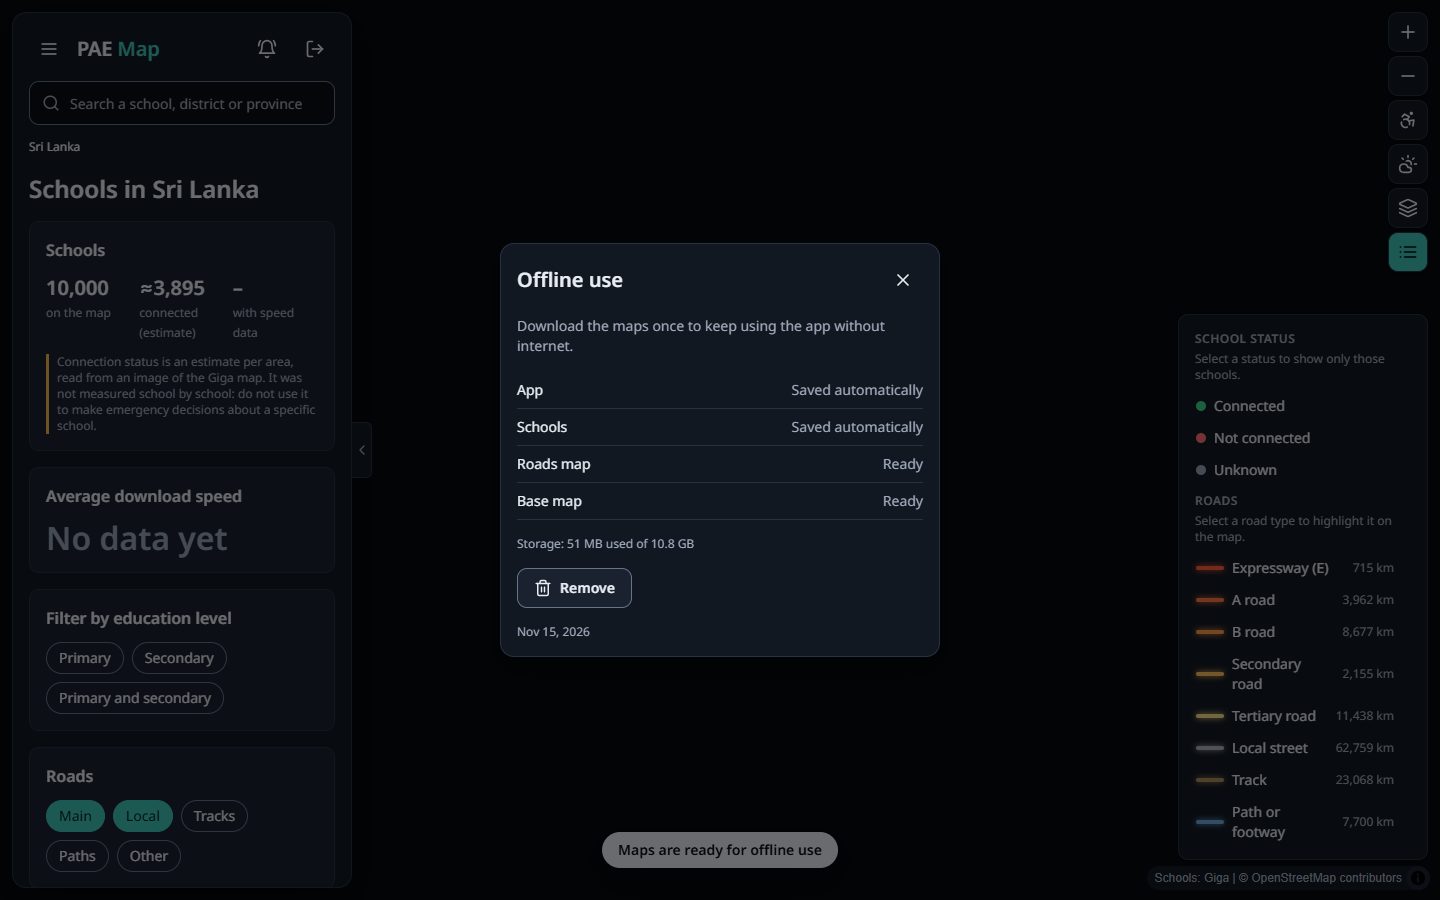 PAE Map
Search a school, district or province
Sri Lanka
Schools in Sri Lanka
Schools
10,000
on the map
≈3,895
connected
(estimate)
–
with speed
data
Connection status is an estimate per area,
read from an image of the Giga map. It was
not measured school by school: do not use it
to make emergency decisions about a specific
school.
Average download speed
No data yet
Filter by education level
Primary
Secondary
Primary and secondary
Roads
Main
Local
Tracks
Paths
Other
Offline use
Download the maps once to keep using the app without
internet.
App Saved automatically
Schools Saved automatically
Roads map Ready
Base map Ready
Storage: 51 MB used of 10.8 GB
Remove
Nov 15, 2026
Maps are ready for offline use
SCHOOL STATUS
Select a status to show only those
schools.
Connected
Not connected
Unknown
ROADS
Select a road type to highlight it on
the map.
Expressway (E) 715 km
A road 3,962 km
B road 8,677 km
Secondary
road 2,155 km
Tertiary road 11,438 km
Local street 62,759 km
Track 23,068 km
Path or
footway 7,700 km
Schools: Giga | © OpenStreetMap contributors